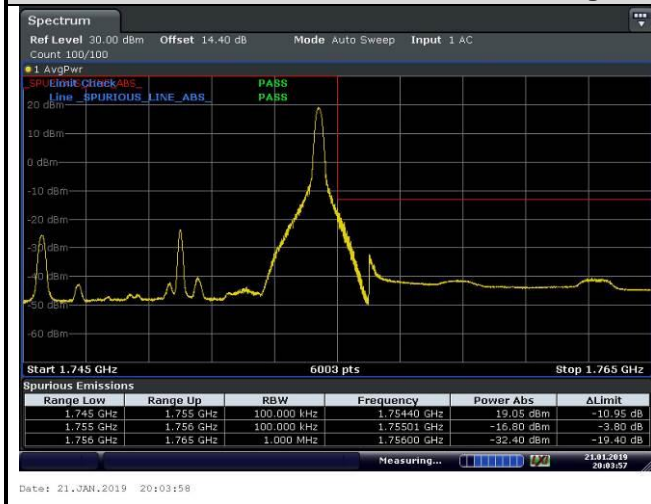 Spectrum
Ref Level 30.00 dBm Offset 14.40 dB Mode Auto Sweep Input 1 AC
Count 100/100
1 AvgPwr
Limit Check PASS
Line _SPURIOUS_LINE_ABS_ PASS
20 dBm
10 dBm
0 dBm
-10 dBm
-20 dBm
-30 dBm
-40 dBm
-50 dBm
-60 dBm
Start 1.745 GHz 6003 pts Stop 1.765 GHz
Spurious Emissions
Range Low Range Up RBW Frequency Power Abs ΔLimit
1.745 GHz 1.755 GHz 100.000 kHz 1.75440 GHz 19.05 dBm -10.95 dB
1.755 GHz 1.756 GHz 100.000 kHz 1.75501 GHz -16.80 dBm -3.80 dB
1.756 GHz 1.765 GHz 1.000 MHz 1.75600 GHz -32.40 dBm -19.40 dB
Measuring... 21.01.2019
20:03:57
Date: 21.JAN.2019 20:03:58